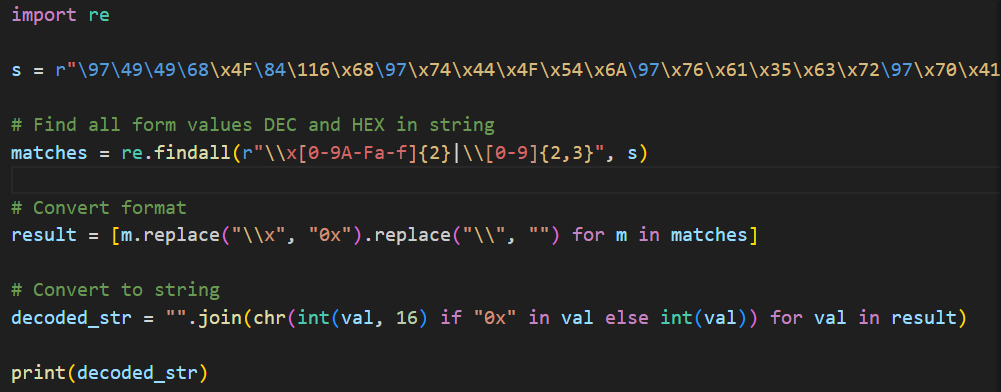 import re
s = r"\97\49\49\68\x4F\84\116\x68\97\x74\x44\x4F\x54\x6A\97\x76\x61\x35\x63\x72\97\x70\x41
# Find all form values DEC and HEX in string
matches = re.findall(r"\\x[0-9A-Fa-f]{2}|\\[0-9]{2,3}", s)
# Convert format
result = [m.replace("\\x", "0x").replace("\\", "") for m in matches]
# Convert to string
decoded_str = "".join(chr(int(val, 16) if "0x" in val else int(val)) for val in result)
print(decoded_str)